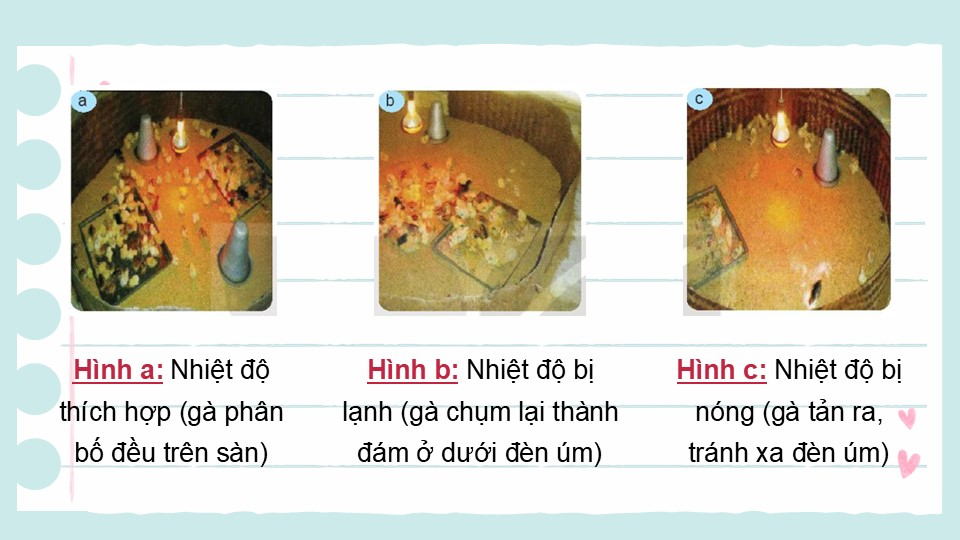 a
b
c
Hình a: Nhiệt độ
thích hợp (gà phân
bố đều trên sàn)
Hình b: Nhiệt độ bị
lạnh (gà chụm lại thành
đám ở dưới đèn úm)
Hình c: Nhiệt độ bị
nóng (gà tản ra,
tránh xa đèn úm)